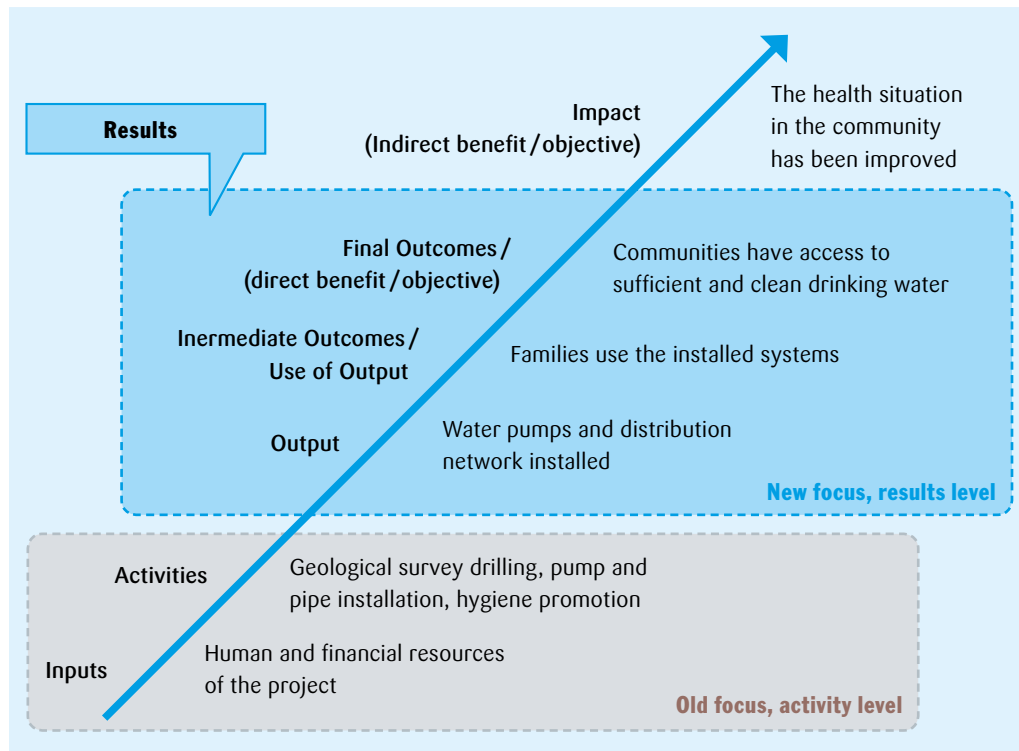 Results
Impact
(Indirect benefit/objective)
The health situation
in the community
has been improved
Final Outcomes/
(direct benefit/objective)
Communities have access to
sufficient and clean drinking water
Inermediate Outcomes/
Use of Output
Families use the installed systems
Output
Water pumps and distribution
network installed
New focus, results level
Activities
Geological survey drilling, pump and
pipe installation, hygiene promotion
Inputs
Human and financial resources
of the project
Old focus, activity level